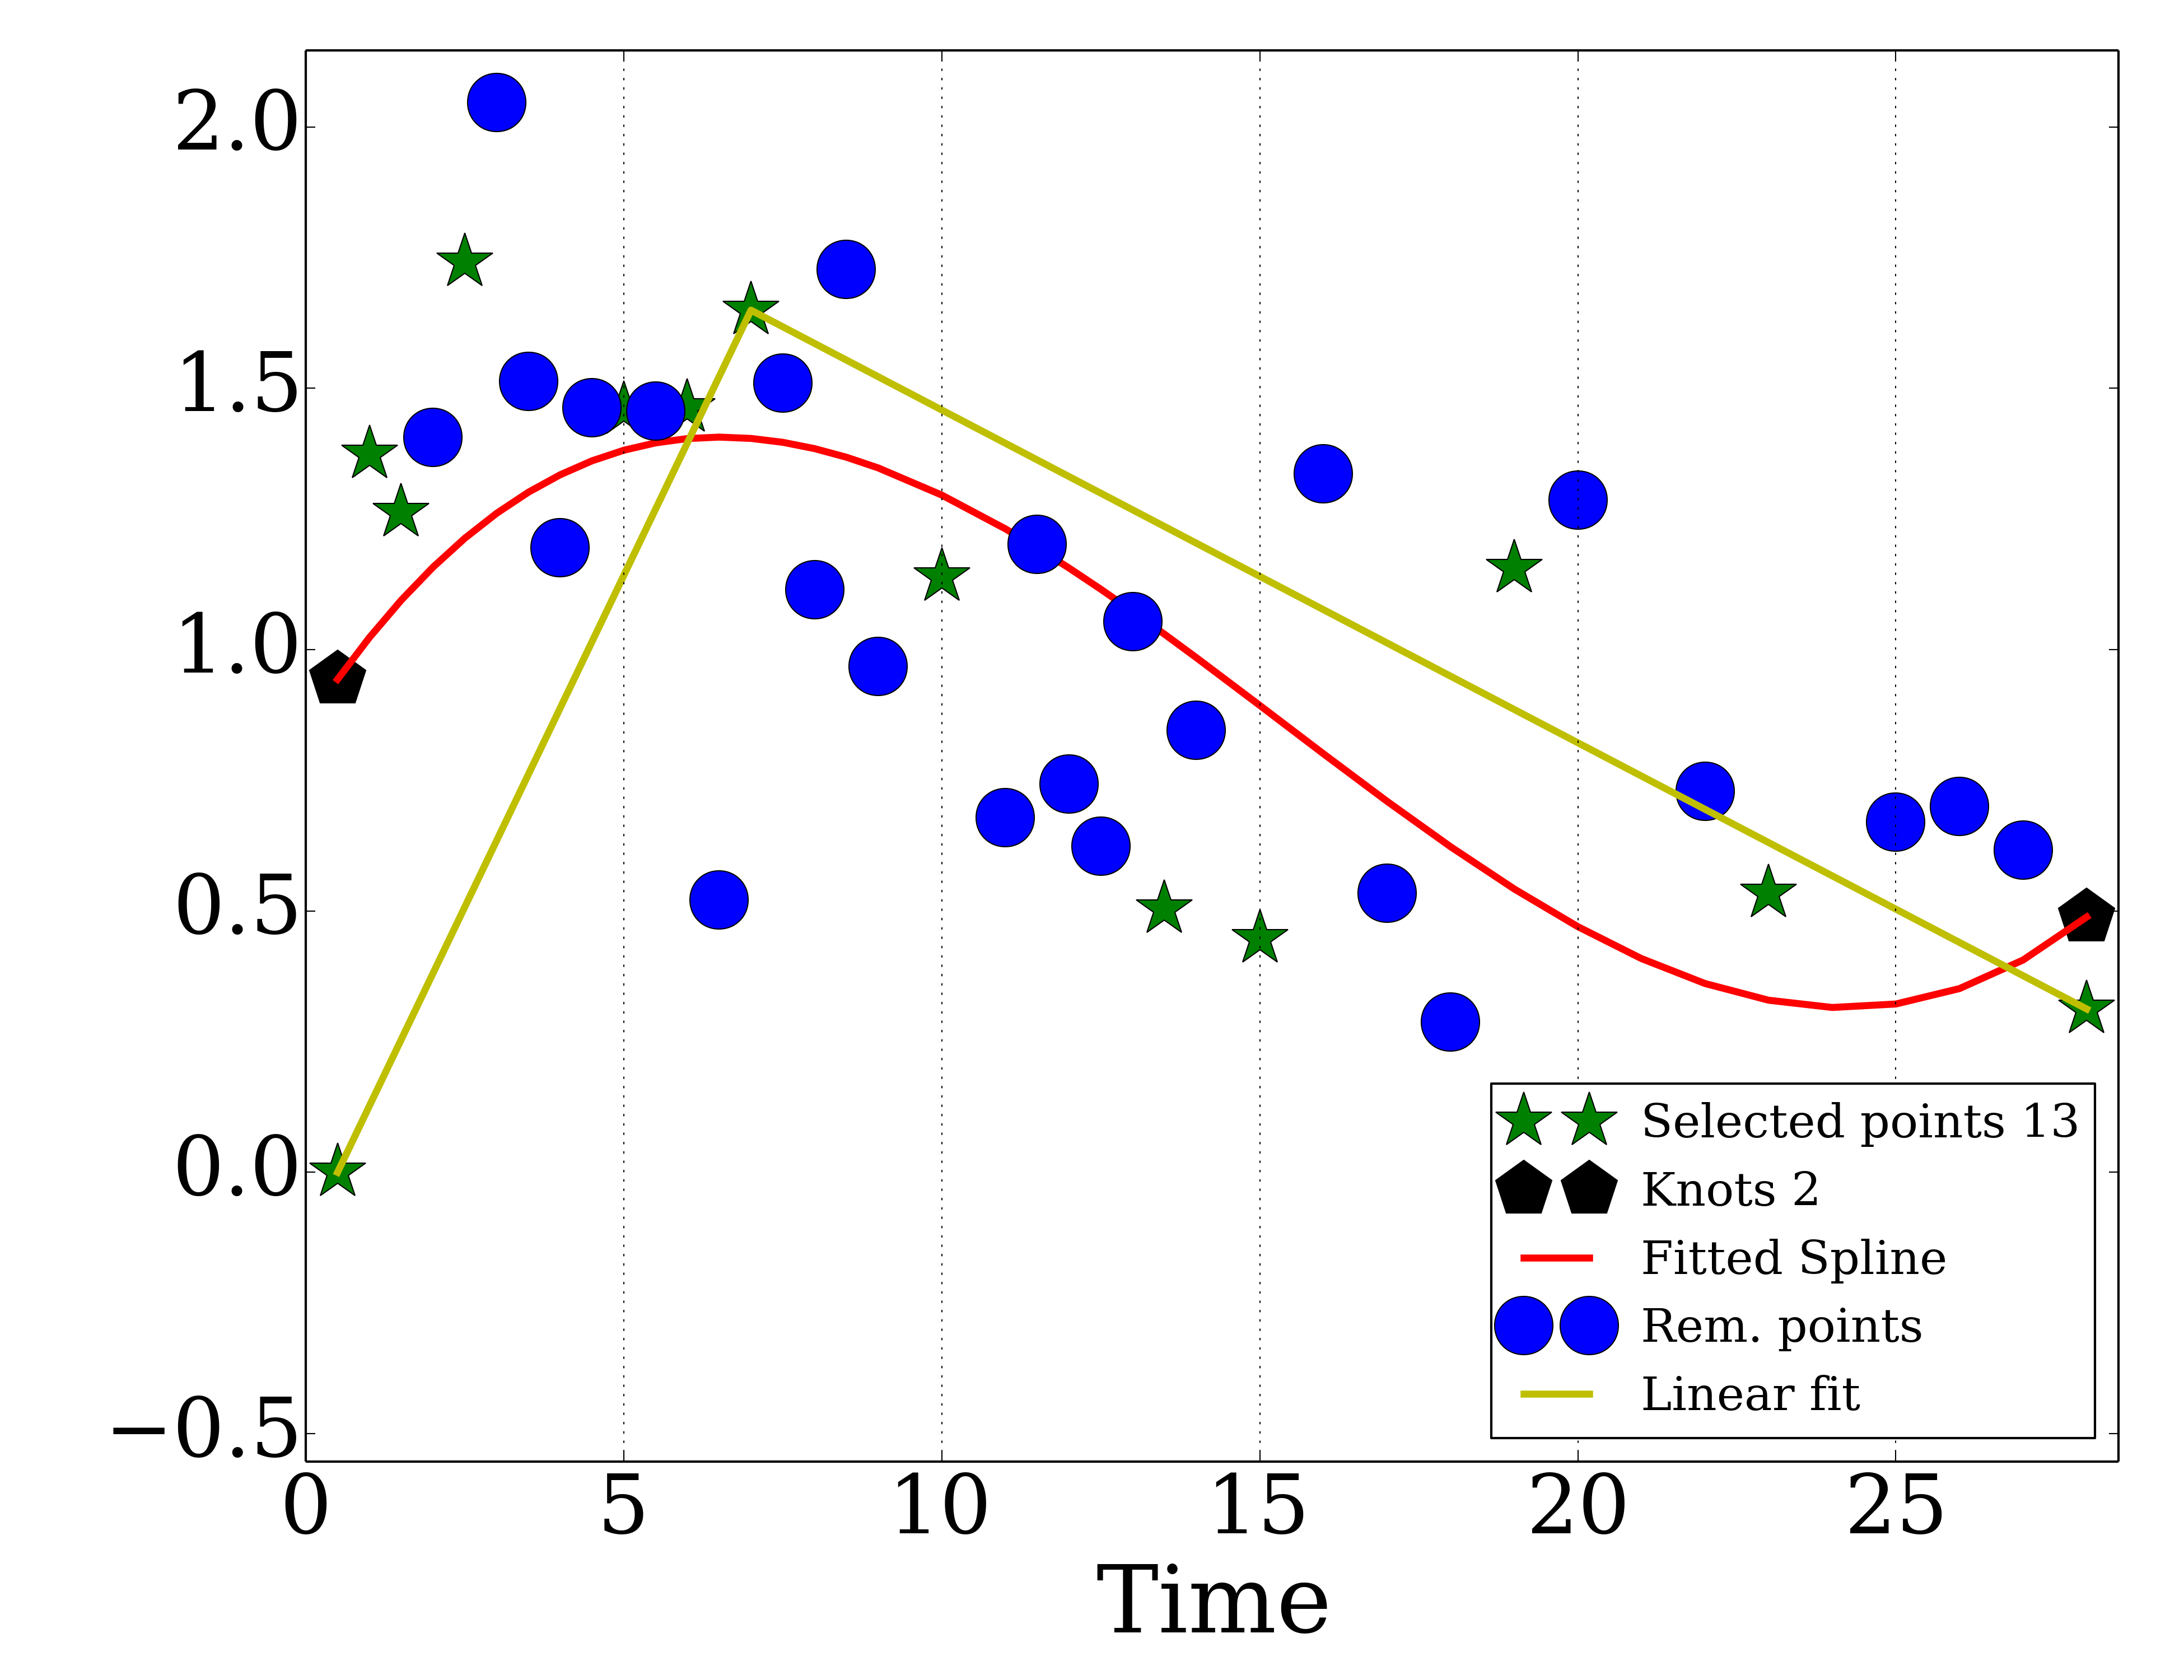 2.0
1.5
1.0
0.5
0.0
−0.5
0 5 10 15 20 25
Time
Selected points 13
Knots 2
Fitted Spline
Rem. points
Linear fit